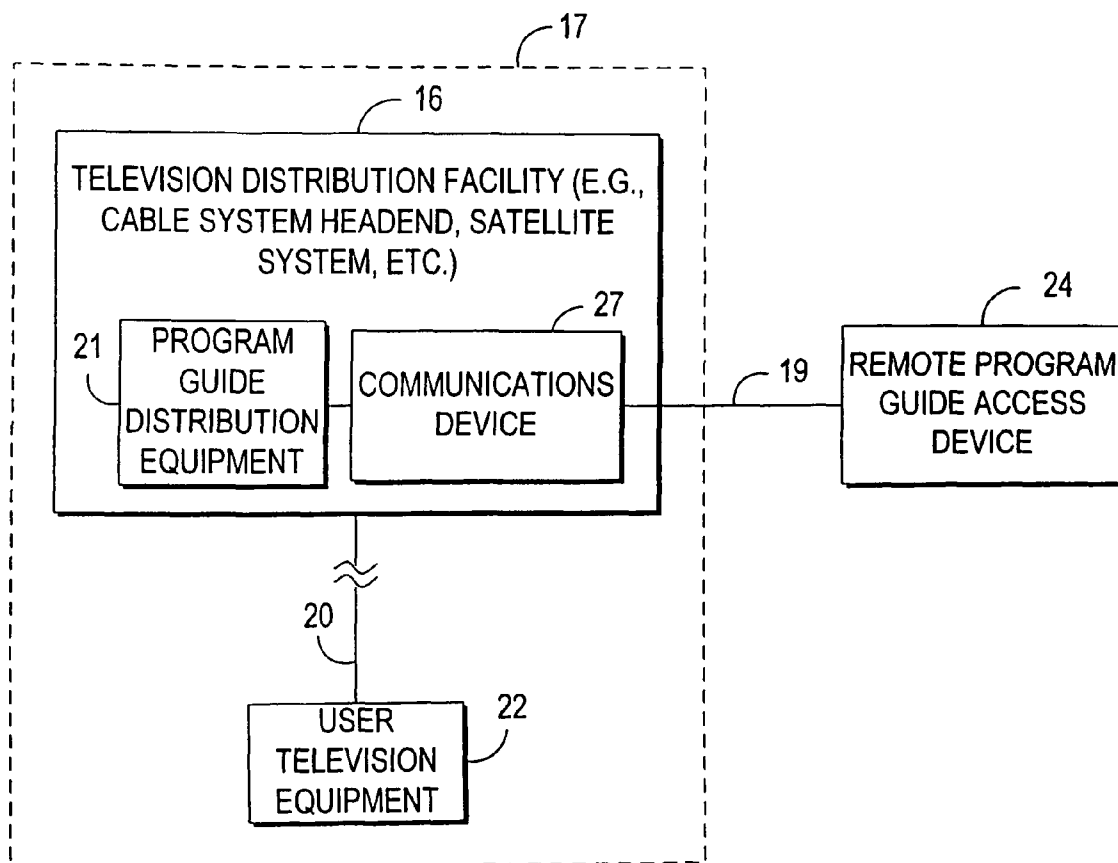 17
16
TELEVISION DISTRIBUTION FACILITY (E.G.,
CABLE SYSTEM HEADEND, SATELLITE
SYSTEM, ETC.)
27
24
21
PROGRAM
GUIDE
DISTRIBUTION
EQUIPMENT
COMMUNICATIONS
DEVICE
19
REMOTE PROGRAM
GUIDE ACCESS
DEVICE
20
22
USER
TELEVISION
EQUIPMENT